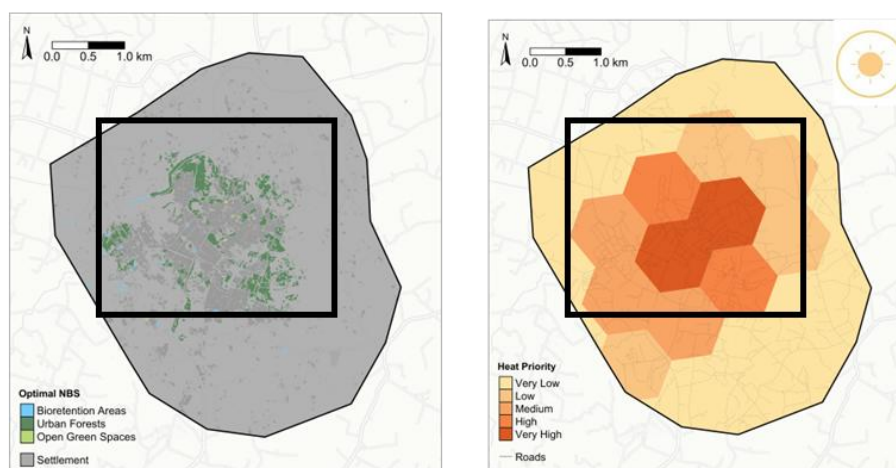 N
0.0 0.5 1.0 km
Optimal NBS
Bioretention Areas
Urban Forests
Open Green Spaces
Settlement
N
0.0 0.5 1.0 km
Heat Priority
Very Low
Low
Medium
High
Very High
Roads